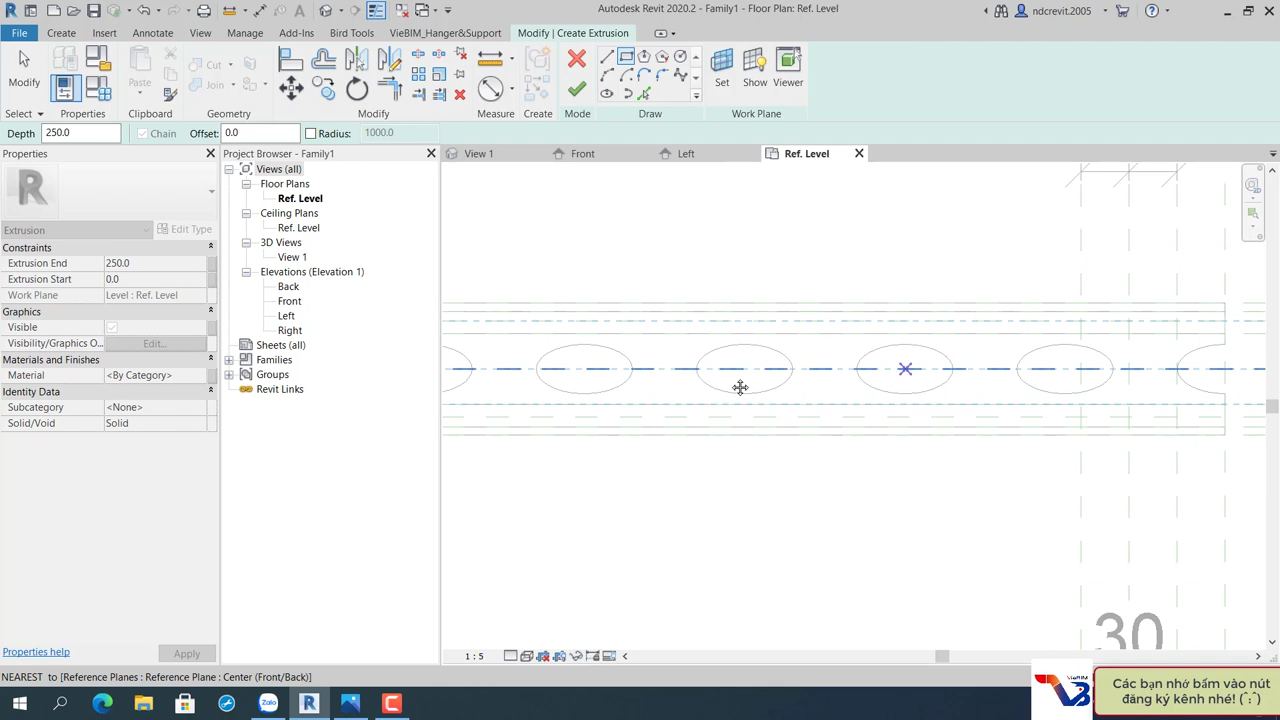 Autodesk Revit 2020.2 - Family1 - Floor Plan: Ref. Level
ndcrevit.2005
File Create Insert Annotate View Manage Add-Ins Bird Tools VieBIM_Hanger&Support Modify | Create Extrusion
Modify Cut Join Paste Set Show Viewer
Select Properties Clipboard Geometry Modify Measure Create Mode Draw Work Plane
Depth 250.0 Chain Offset: 0.0 Radius: 1000.0
Properties
Extrusion Edit Type
Constraints
Extrusion End 250.0
Extrusion Start 0.0
Work Plane Level : Ref. Level
Graphics
Visible
Visibility/Graphics O... Edit...
Materials and Finishes
Material <By Category>
Identity Data
Subcategory <None>
Solid/Void Solid
Properties help Apply
Project Browser - Family1
Views (all)
Floor Plans
Ref. Level
Ceiling Plans
Ref. Level
3D Views
View 1
Elevations (Elevation 1)
Back
Front
Left
Right
Sheets (all)
Families
Groups
Revit Links
View 1 Front Left Ref. Level
30
1 : 5
NEAREST to [Reference Planes : Reference Plane : Center (Front/Back)]
Zalo
VieBIM
Các bạn nhớ bấm vào nút
đăng ký kênh nhé! (ˆ:ˆ)